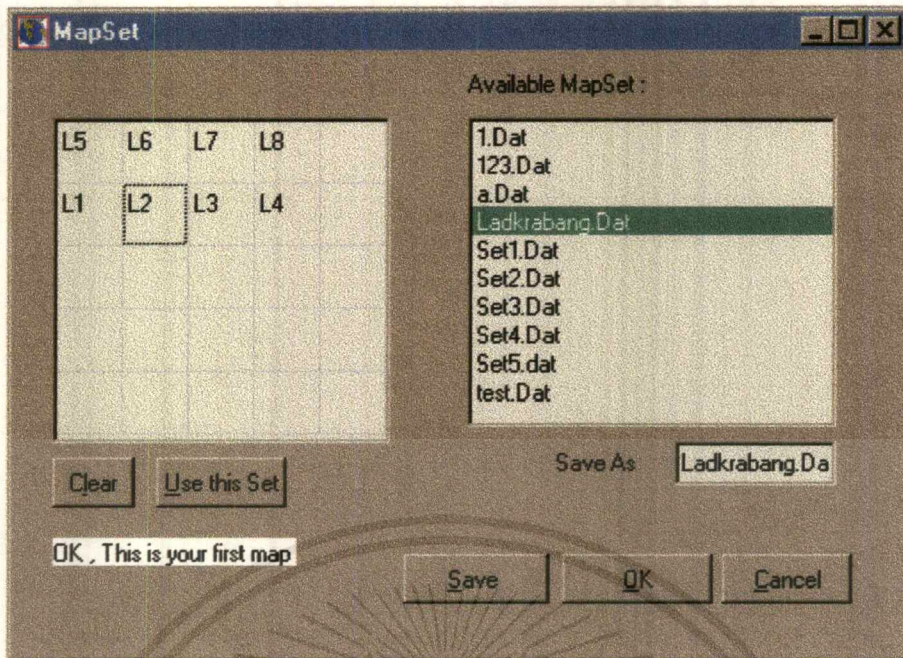 MapSet
Available MapSet :
L5 L6 L7 L8
L1 L2 L3 L4
1.Dat
123.Dat
a.Dat
Ladkrabang.Dat
Set1.Dat
Set2.Dat
Set3.Dat
Set4.Dat
Set5.dat
test.Dat
Save As Ladkrabang.Da
Clear Use this Set
OK , This is your first map
Save OK Cancel